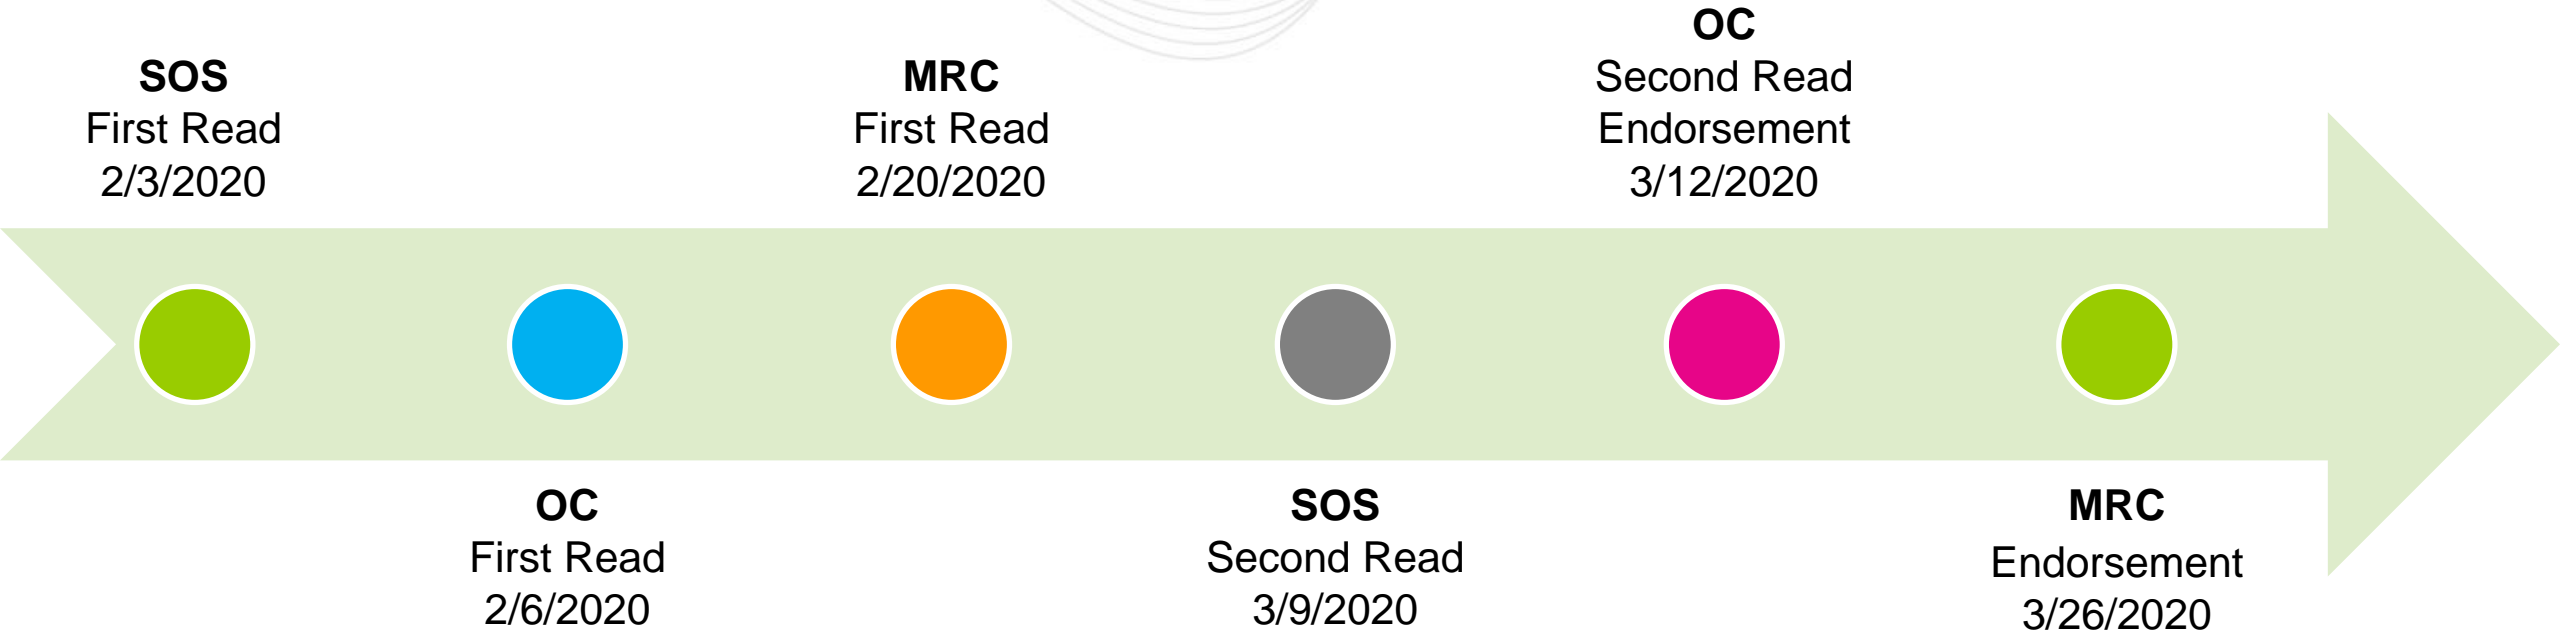 SOS
First Read
2/3/2020
OC
First Read
2/6/2020
MRC
First Read
2/20/2020
SOS
Second Read
3/9/2020
OC
Second Read
Endorsement
3/12/2020
MRC
Endorsement
3/26/2020